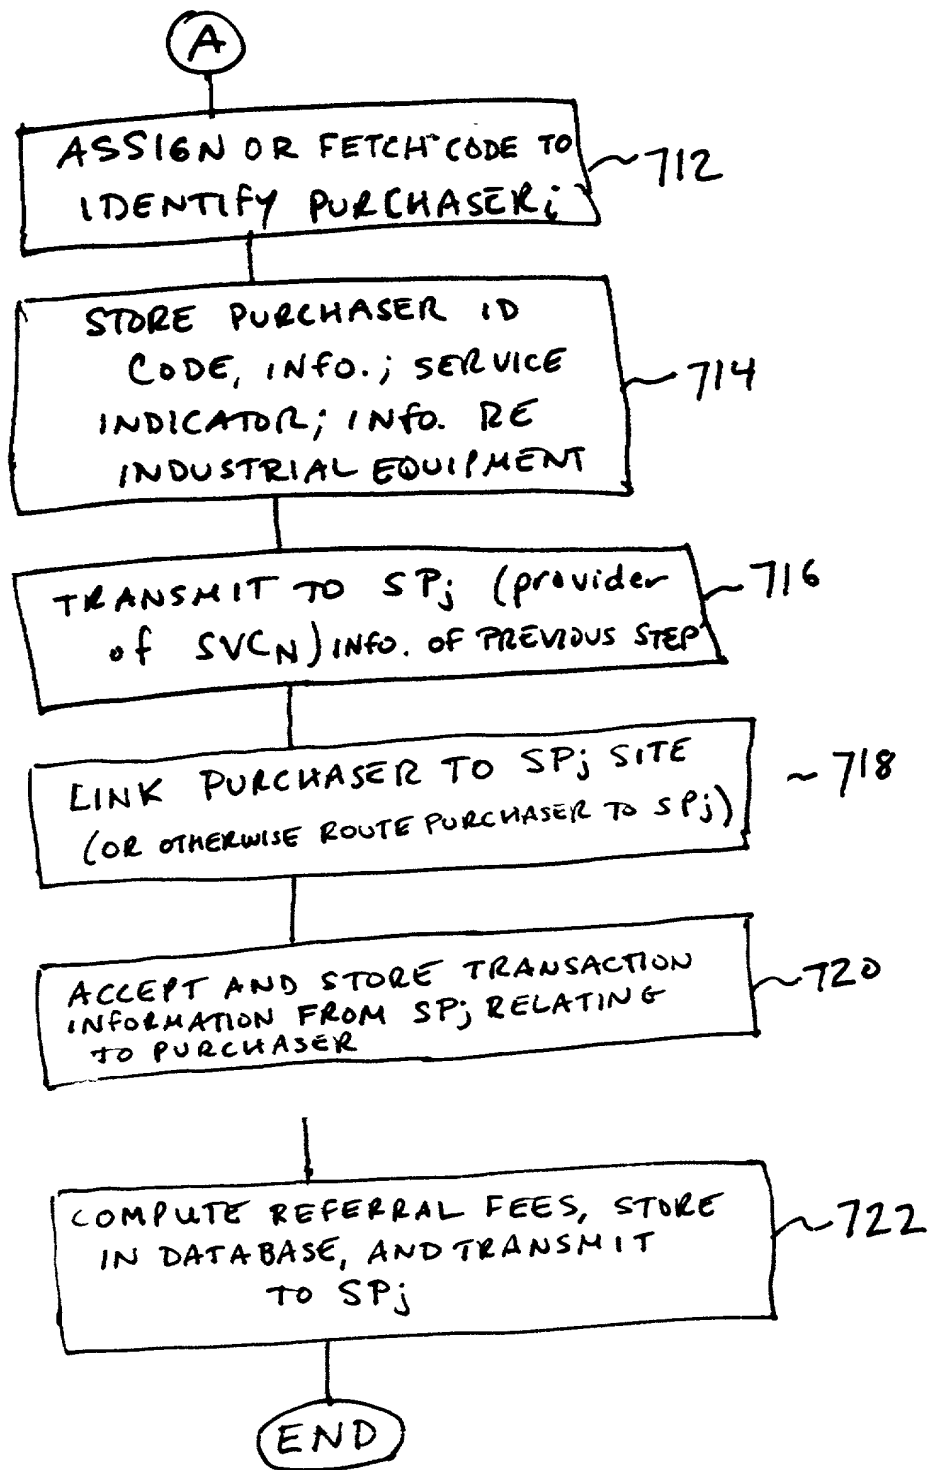 A
ASSIGN OR FETCH CODE TO
IDENTIFY PURCHASERi
712
STORE PURCHASER ID
CODE, INFO.; SERVICE
INDICATOR; INFO. RE
INDUSTRIAL EQUIPMENT
714
TRANSMIT TO SPj (provider
of SVCN) INFO. OF PREVIOUS STEP
716
LINK PURCHASER TO SPj SITE
(OR OTHERWISE ROUTE PURCHASER TO SPj)
718
ACCEPT AND STORE TRANSACTION
INFORMATION FROM SPj RELATING
TO PURCHASER
720
COMPUTE REFERRAL FEES, STORE
IN DATABASE, AND TRANSMIT
TO SPj
722
END